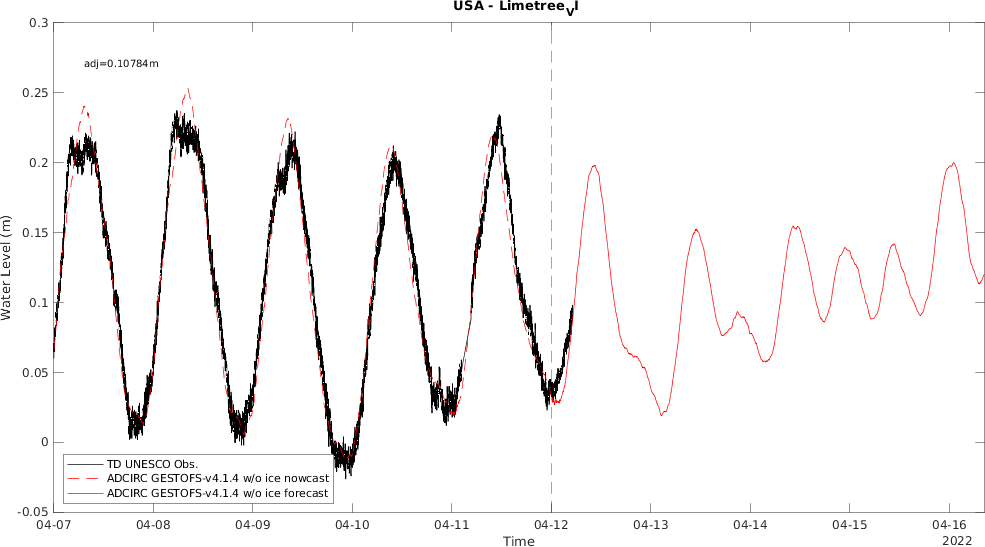 USA - LimetreeVI
adj=0.10784m
Water Level (m)
0.3
0.25
0.2
0.15
0.1
0.05
0
-0.05
TD UNESCO Obs.
ADCIRC GESTOFS-v4.1.4 w/o ice nowcast
ADCIRC GESTOFS-v4.1.4 w/o ice forecast
04-07 04-08 04-09 04-10 04-11 04-12 04-13 04-14 04-15 04-16
Time 2022